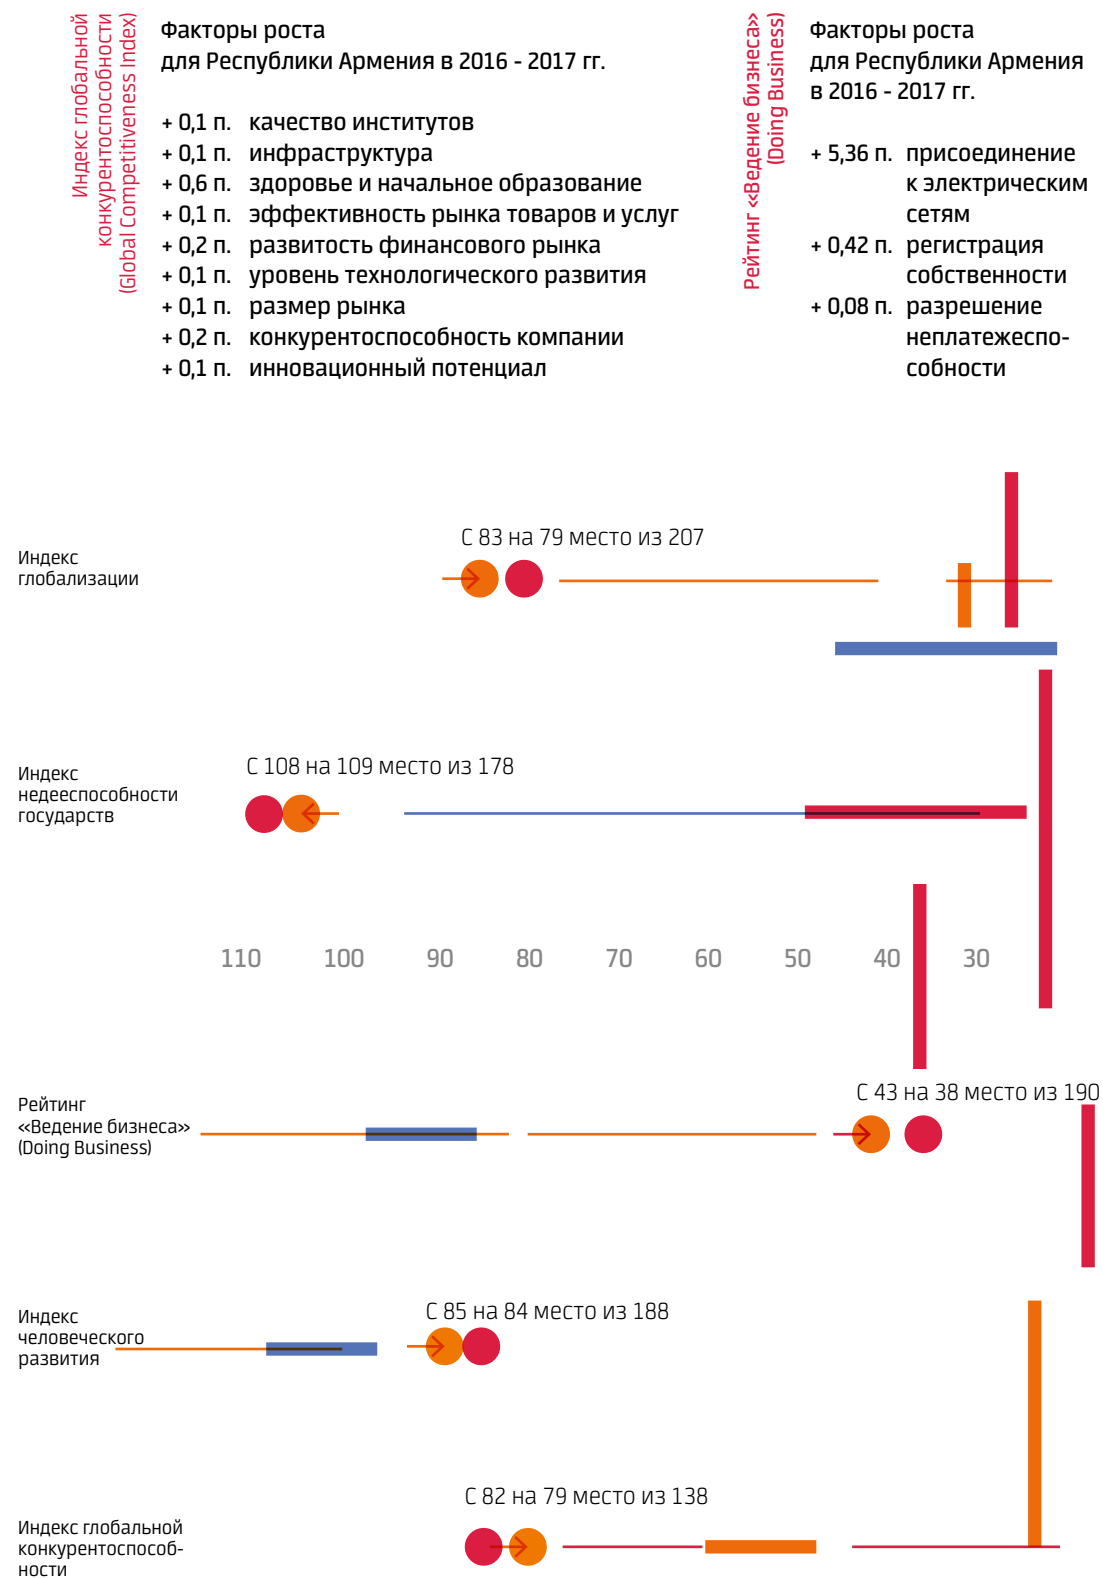 Индекс глобальной
конкурентоспособности
(Global Competitiveness Index)
Факторы роста
для Республики Армения в 2016 - 2017 гг.
+ 0,1 п. качество институтов
+ 0,1 п. инфраструктура
+ 0,6 п. здоровье и начальное образование
+ 0,1 п. эффективность рынка товаров и услуг
+ 0,2 п. развитость финансового рынка
+ 0,1 п. уровень технологического развития
+ 0,1 п. размер рынка
+ 0,2 п. конкурентоспособность компании
+ 0,1 п. инновационный потенциал
Рейтинг «Ведение бизнеса»
(Doing Business)
Факторы роста
для Республики Армения
в 2016 - 2017 гг.
+ 5,36 п. присоединение
к электрическим
сетям
+ 0,42 п. регистрация
собственности
+ 0,08 п. разрешение
неплатежеспо-
собности
С 83 на 79 место из 207
Индекс
глобализации
С 108 на 109 место из 178
Индекс
недееспособности
государств
110 100 90 80 70 60 50 40 30
С 43 на 38 место из 190
Рейтинг
«Ведение бизнеса»
(Doing Business)
С 85 на 84 место из 188
Индекс
человеческого
развития
С 82 на 79 место из 138
Индекс глобальной
конкурентоспособ-
ности